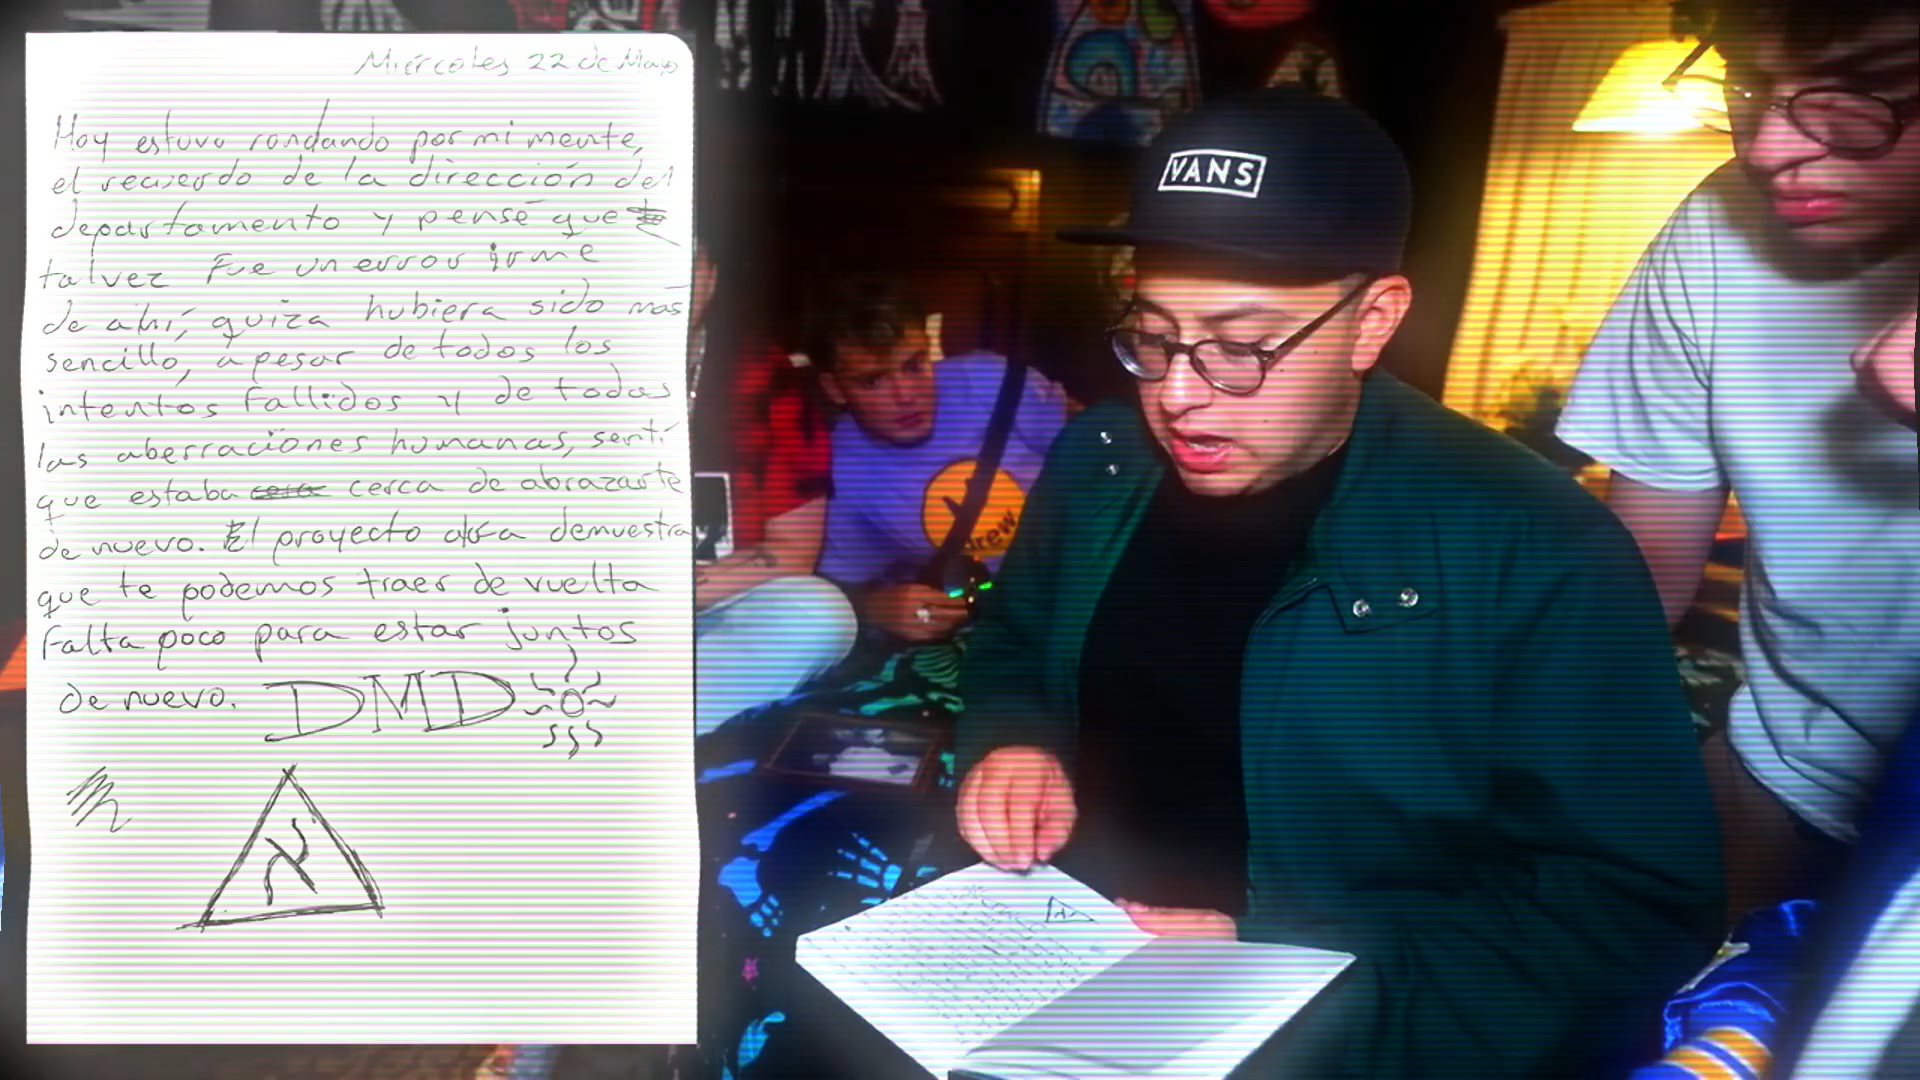 Miércoles 22 de Mayo
Hoy estuvo rondando por mi mente,
el recuerdo de la dirección del
departamento y pensé que
talvez fue un error irme
de ahí, quiza hubiera sido más
sencillo, a pesar de todos los
intentos fallidos y de todas
las aberraciones humanas, sentí
que estaba cerca de abrazarte
de nuevo. El proyecto demuestra
que te podemos traer de vuelta
falta poco para estar juntos
de nuevo. DMD
VANS
drew